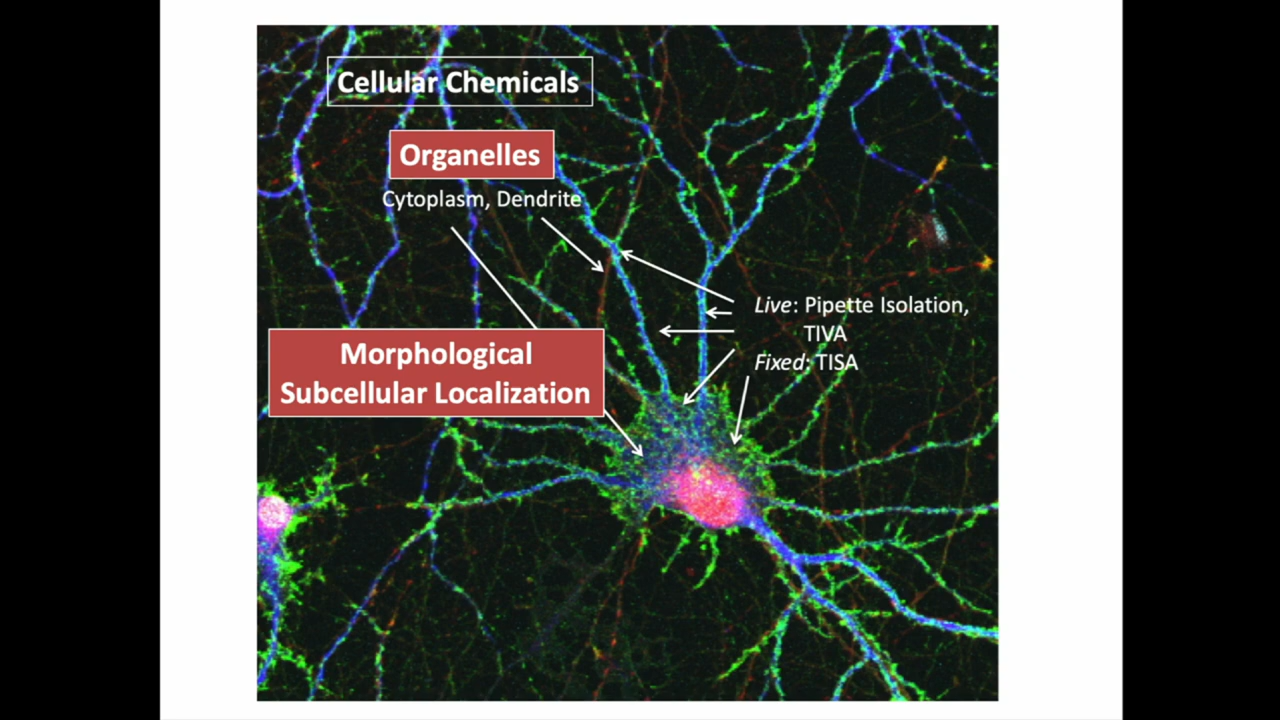 Cellular Chemicals
Organelles
Cytoplasm, Dendrite
Live: Pipette Isolation,
TIVA
Fixed: TISA
Morphological
Subcellular Localization